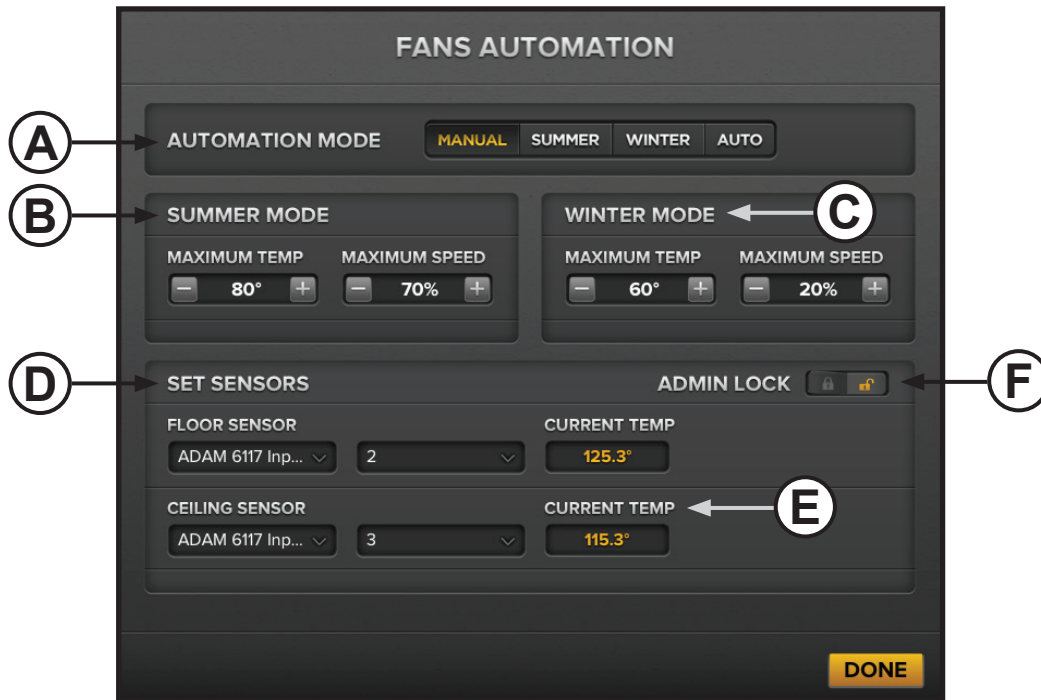 FANS AUTOMATION
A
AUTOMATION MODE MANUAL SUMMER WINTER AUTO
B
SUMMER MODE
MAXIMUM TEMP MAXIMUM SPEED
− 80° + − 70% +
WINTER MODE
C
MAXIMUM TEMP MAXIMUM SPEED
− 60° + − 20% +
D
SET SENSORS ADMIN LOCK
F
FLOOR SENSOR CURRENT TEMP
ADAM 6117 Inp... 2 125.3°
CEILING SENSOR CURRENT TEMP
E
ADAM 6117 Inp... 3 115.3°
DONE